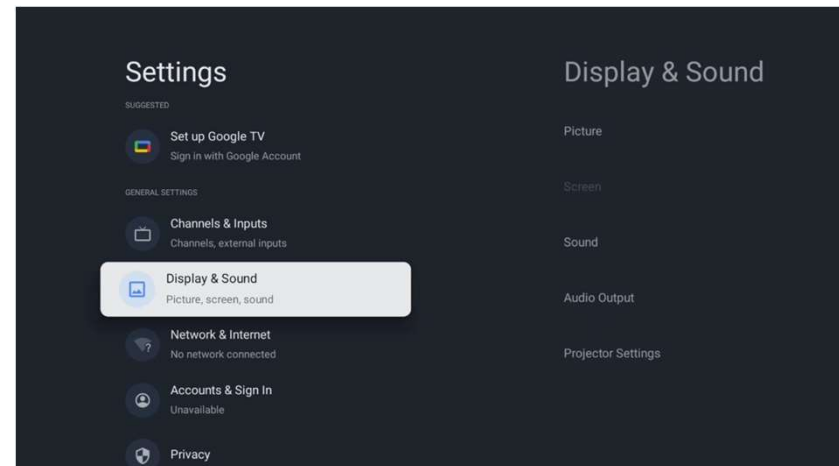 Settings
SUGGESTED
Set up Google TV
Sign in with Google Account
GENERAL SETTINGS
Channels & Inputs
Channels, external inputs
Display & Sound
Picture, screen, sound
Network & Internet
No network connected
Accounts & Sign In
Unavailable
Privacy
Display & Sound
Picture
Screen
Sound
Audio Output
Projector Settings